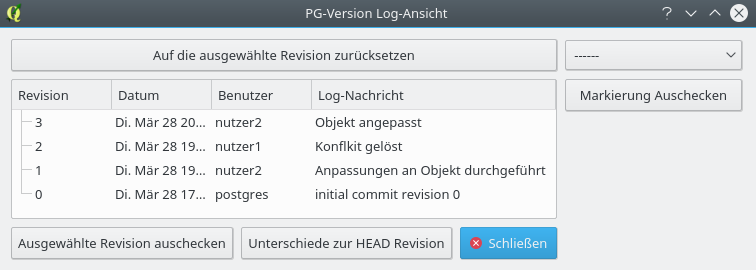 PG-Version Log-Ansicht
Auf die ausgewählte Revision zurücksetzen
------
Revision Datum Benutzer Log-Nachricht
Markierung Auschecken
3 Di. Mär 28 20... nutzer2 Objekt angepasst
2 Di. Mär 28 19... nutzer1 Konflkit gelöst
1 Di. Mär 28 19... nutzer2 Anpassungen an Objekt durchgeführt
0 Di. Mär 28 17... postgres initial commit revision 0
Ausgewählte Revision auschecken Unterschiede zur HEAD Revision Schließen